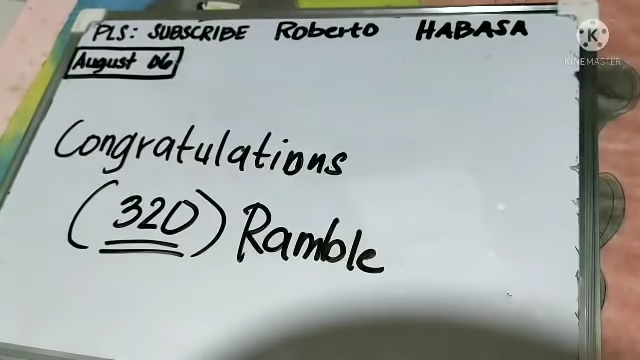 PLS: SUBSCRIBE Roberto HABASA
August 06
Congratulations
(320) Ramble
K
KINEMASTER